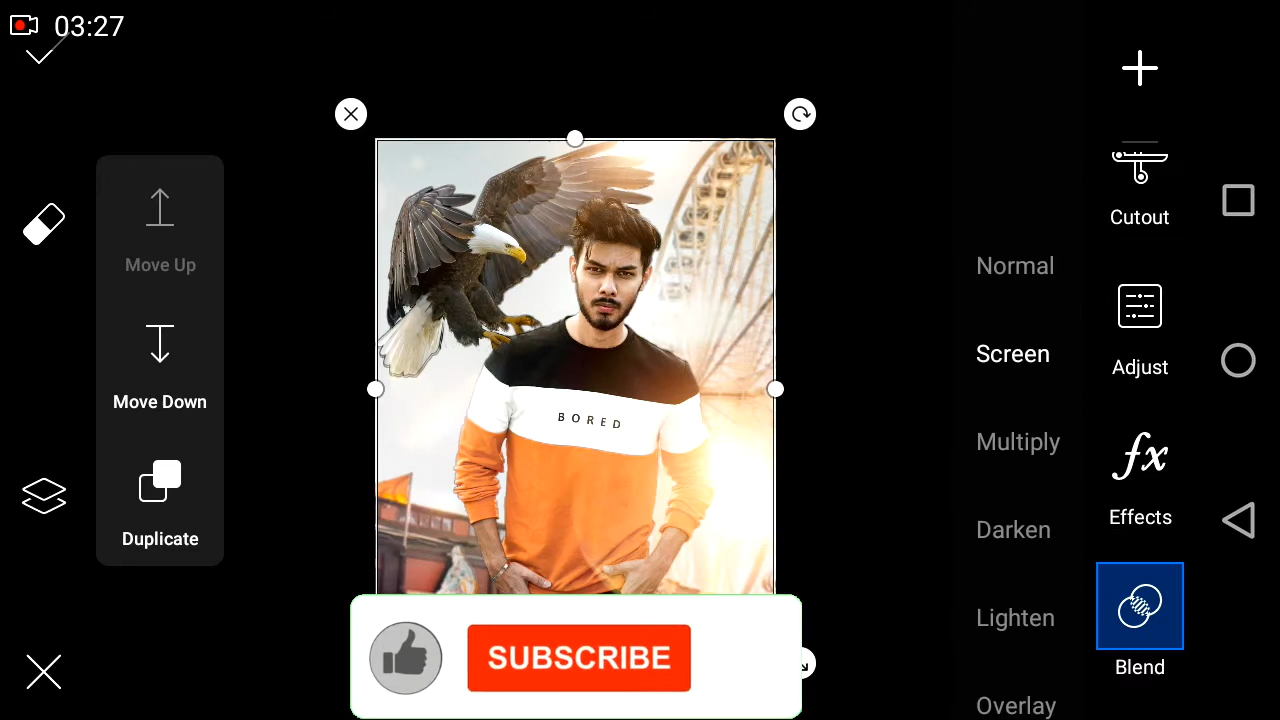 03:27
Move Up
Move Down
Duplicate
BORED
SUBSCRIBE
Normal
Screen
Multiply
Darken
Lighten
Overlay
Cutout
Adjust
fx
Effects
Blend